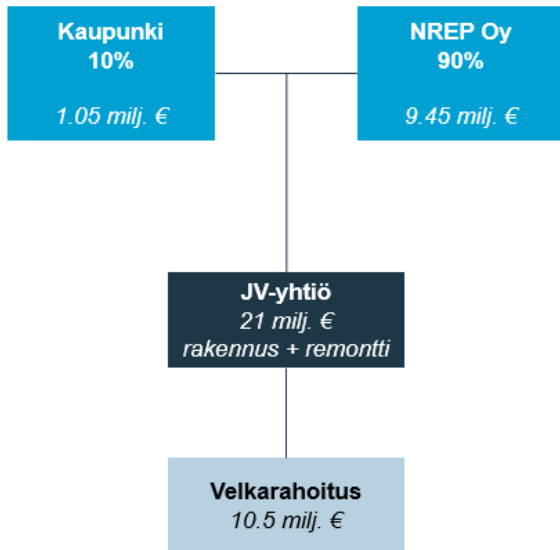 Kaupunki
10%
1.05 milj. €
NREP Oy
90%
9.45 milj. €
JV-yhtiö
21 milj. €
rakennus + remontti
Velkarahoitus
10.5 milj. €